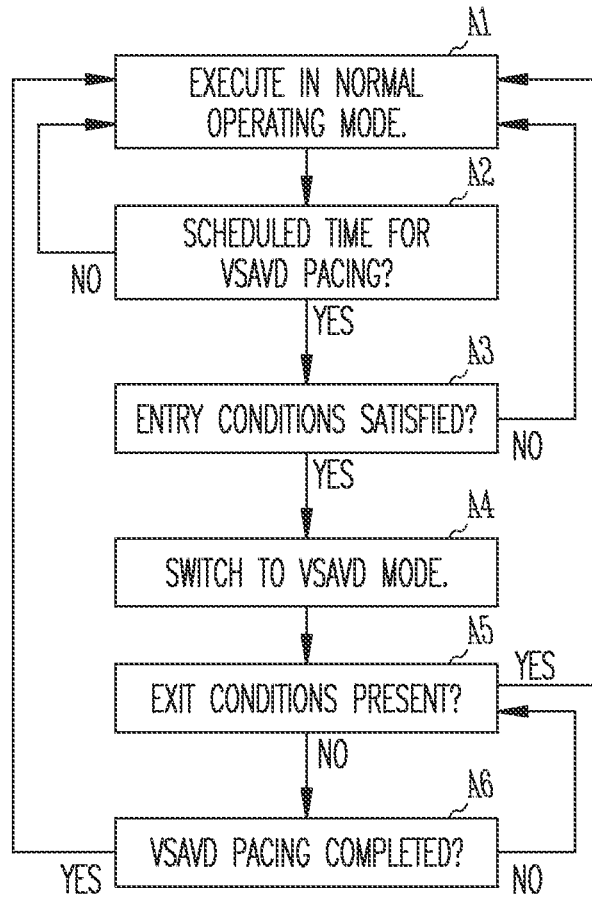 A1
EXECUTE IN NORMAL
OPERATING MODE.
A2
SCHEDULED TIME FOR
VSAVD PACING?
NO
YES
A3
ENTRY CONDITIONS SATISFIED?
NO
YES
A4
SWITCH TO VSAVD MODE.
A5
EXIT CONDITIONS PRESENT?
YES
NO
A6
VSAVD PACING COMPLETED?
YES
NO